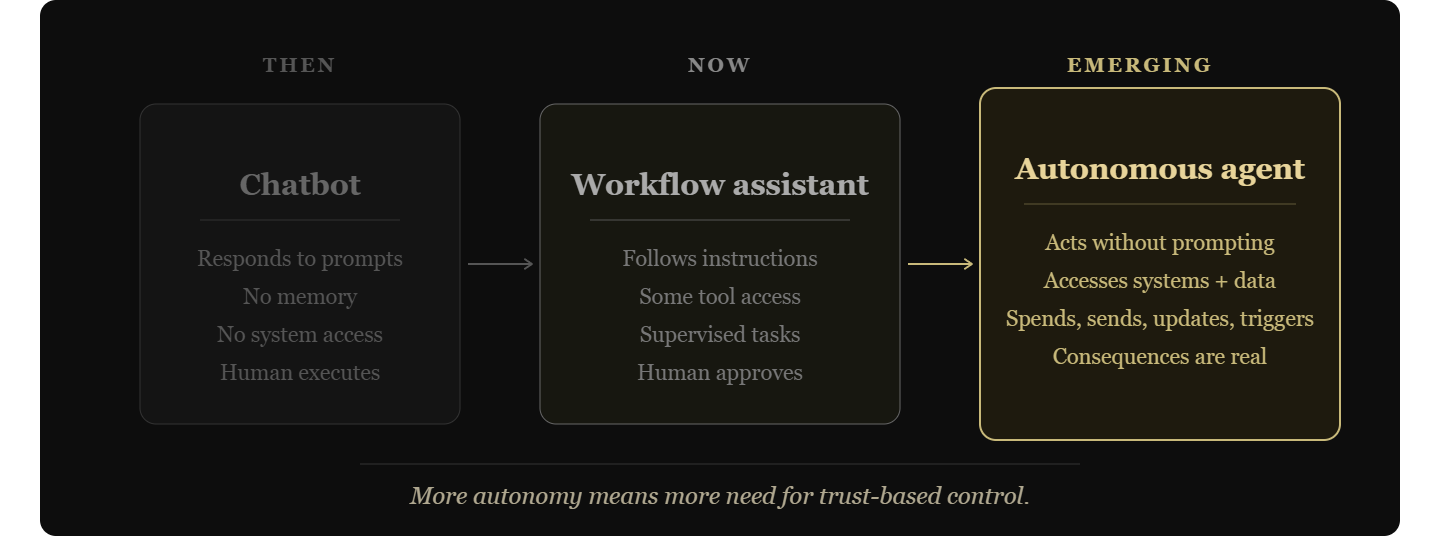 THEN
Chatbot
Responds to prompts
No memory
No system access
Human executes
NOW
Workflow assistant
Follows instructions
Some tool access
Supervised tasks
Human approves
EMERGING
Autonomous agent
Acts without prompting
Accesses systems + data
Spends, sends, updates, triggers
Consequences are real
More autonomy means more need for trust-based control.